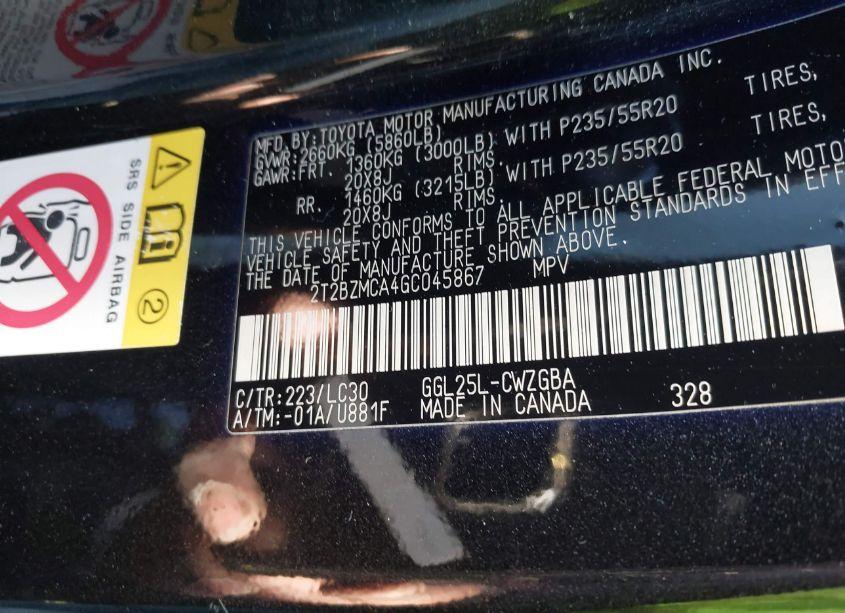 MFD. BY: TOYOTA MOTOR MANUFACTURING CANADA INC.
GVWR: 2660KG (5860LB)
GAWR: FRT. 1360KG (3000LB) WITH P235/55R20 TIRES,
20X8J RIMS.
RR. 1460KG (3215LB) WITH P235/55R20 TIRES,
20X8J RIMS.
THIS VEHICLE CONFORMS TO ALL APPLICABLE FEDERAL MOTOR
VEHICLE SAFETY AND THEFT PREVENTION STANDARDS IN EFF
THE DATE OF MANUFACTURE SHOWN ABOVE.
2T2BZMCA4GC045867 MPV
C/TR: 223/LC30 GGL25L-CWZGBA
A/TM: -01A/U881F MADE IN CANADA 328
SRS SIDE AIRBAG
2